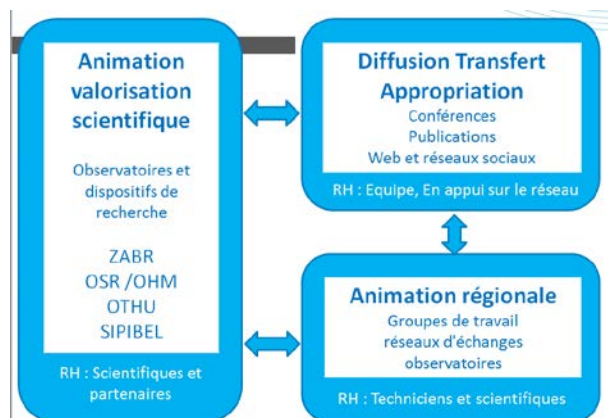 Animation
valorisation
scientifique
Observatoires et
dispositifs de
recherche
ZABR
OSR /OHM
OTHU
SIPIBEL
RH : Scientifiques et
partenaires
Diffusion Transfert
Appropriation
Conférences
Publications
Web et réseaux sociaux
RH : Equipe, En appui sur le réseau
Animation régionale
Groupes de travail
réseaux d'échanges
observatoires
RH : Techniciens et scientifiques